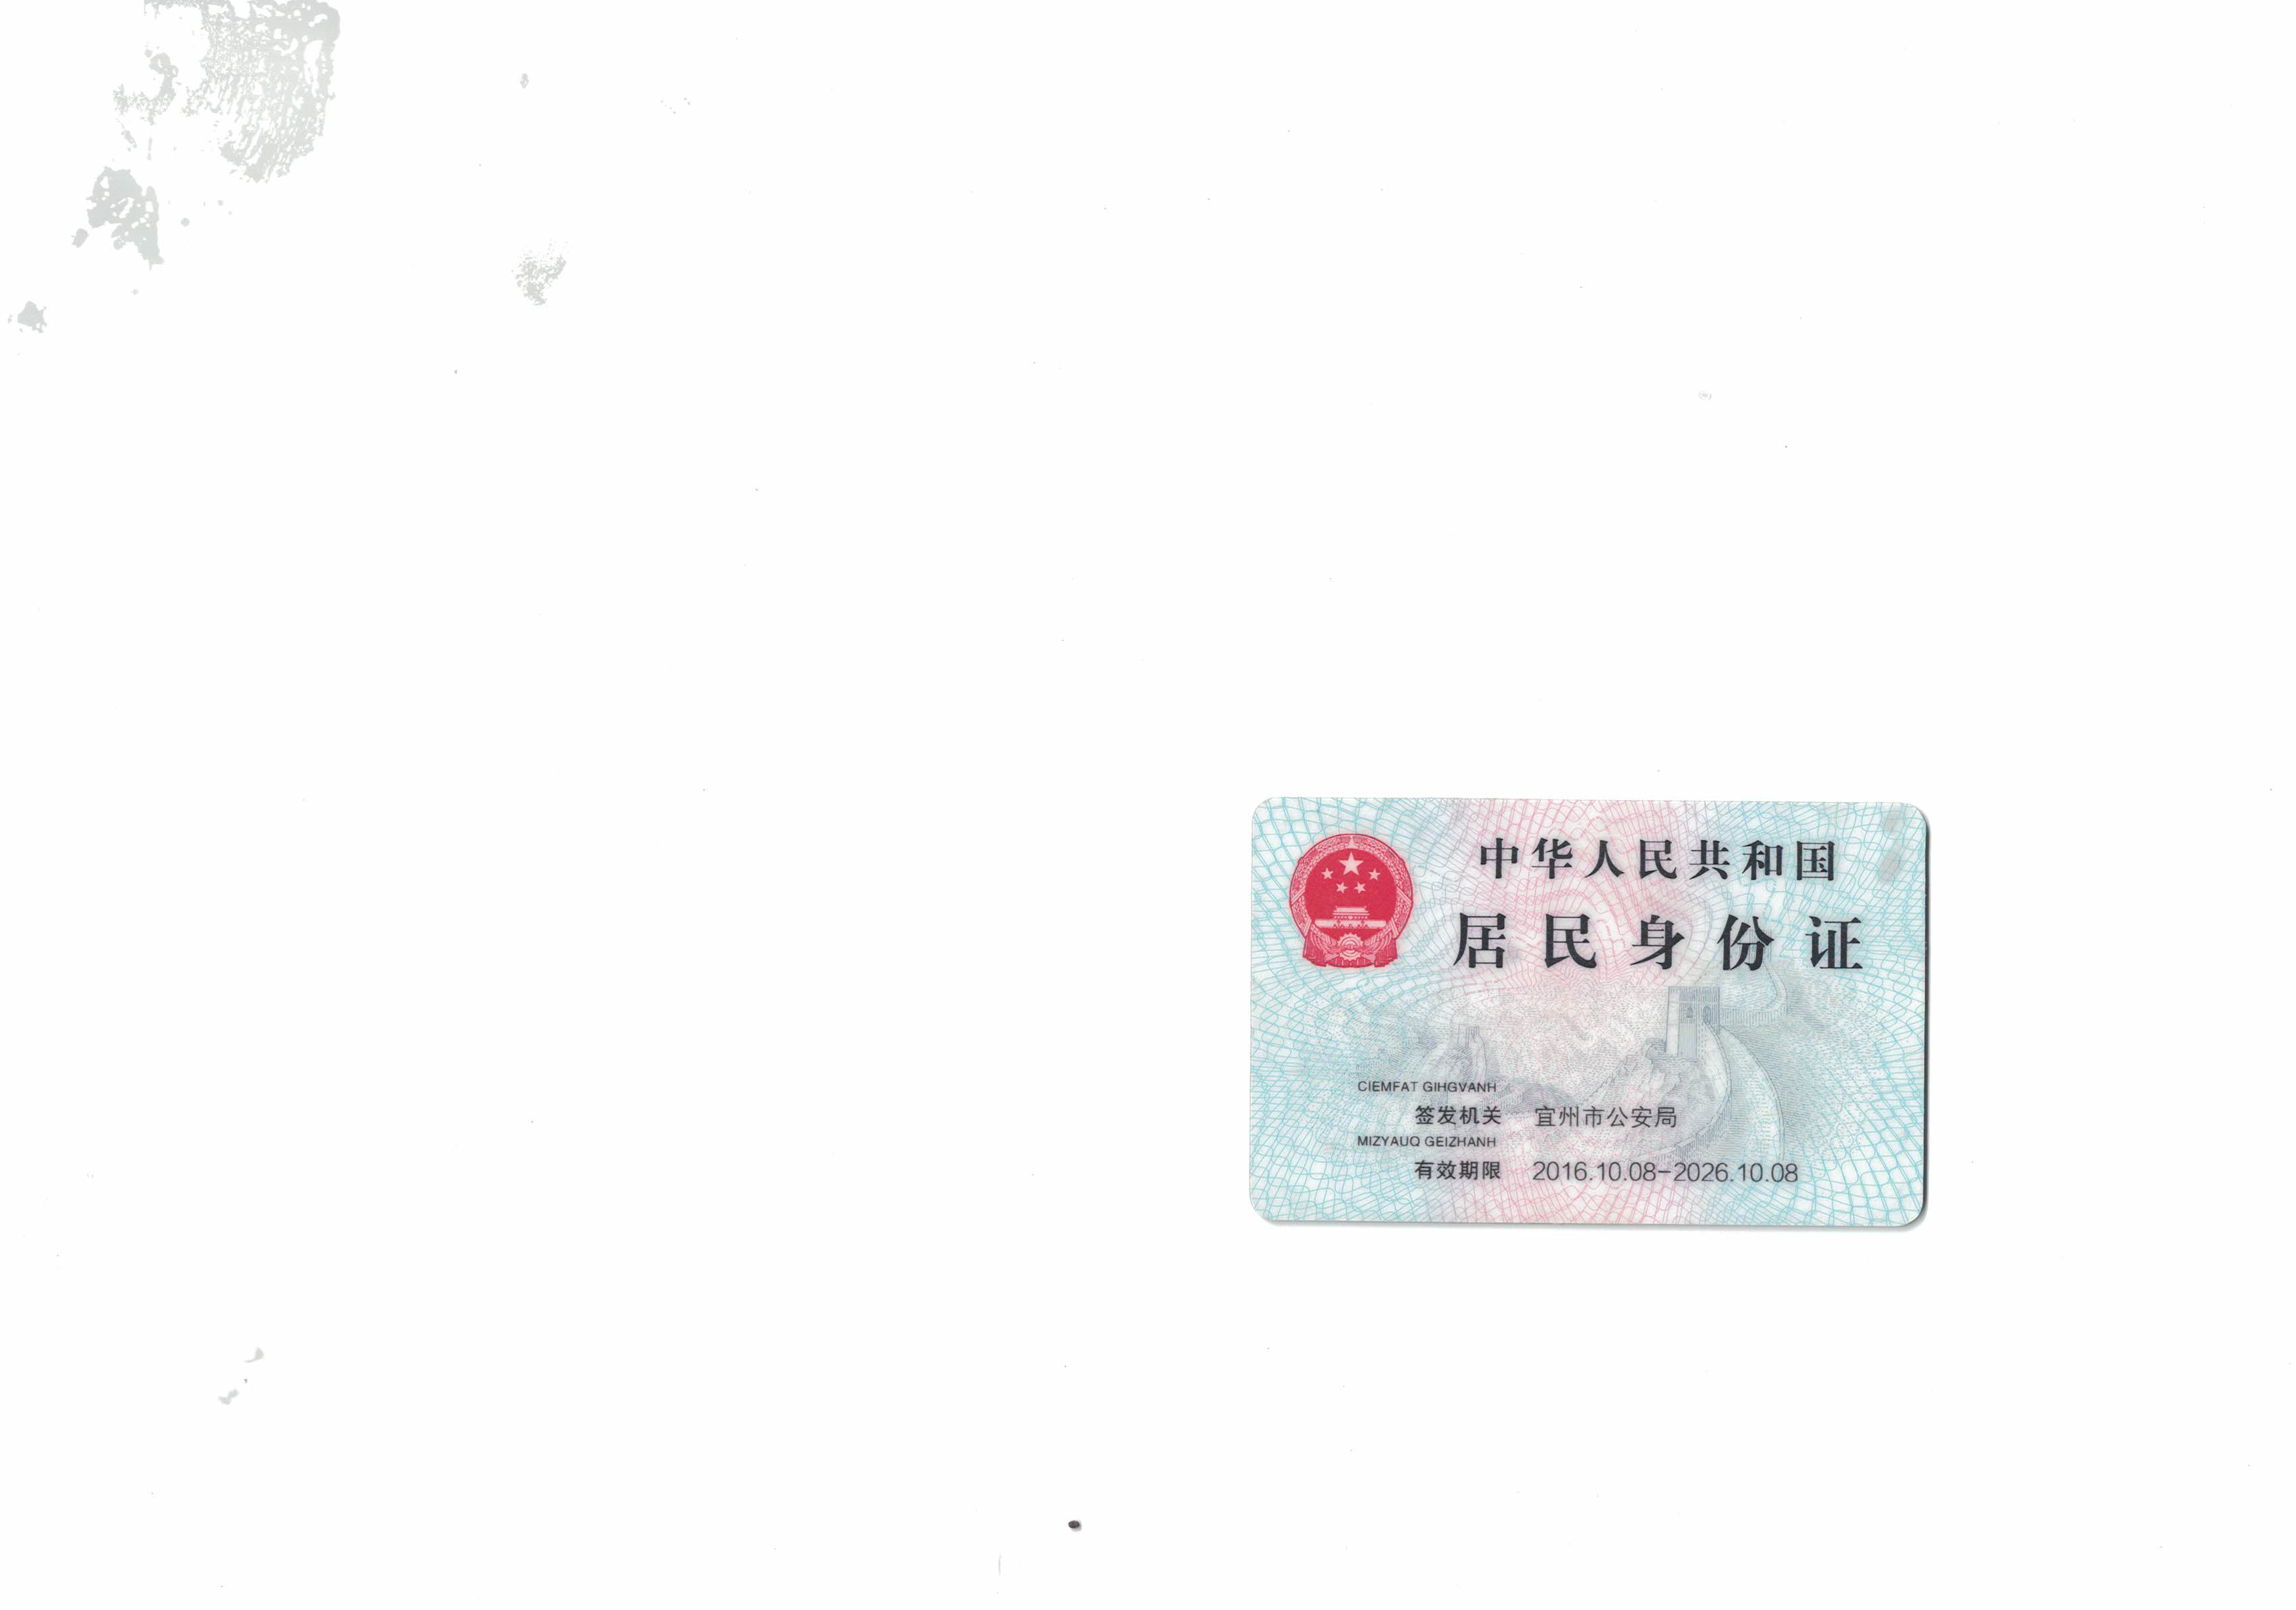 中华人民共和国
居民身份证
CIEMFAT GIHGVANH
签发机关 宜州市公安局
MIZYAUQ GEIZHANH
有效期限 2016.10.08-2026.10.08